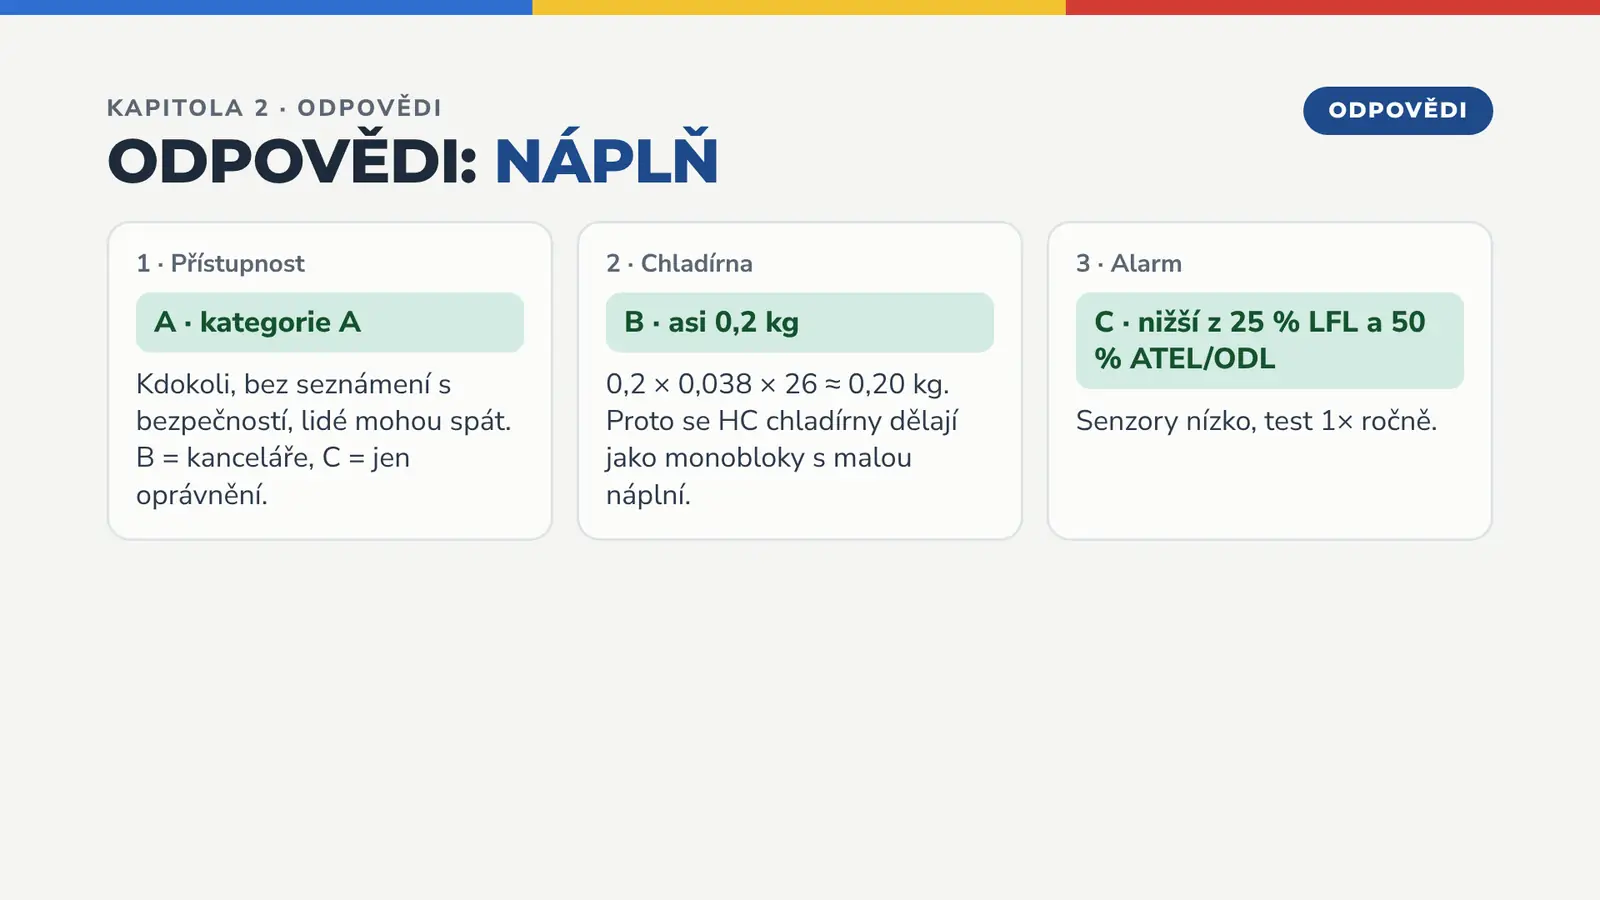 KAPITOLA 2 · ODPOVĚDI
ODPOVĚDI
ODPOVĚDI: NÁPLŇ
1 · Přístupnost
A · kategorie A
Kdokoli, bez seznámení s
bezpečností, lidé mohou spát.
B = kanceláře, C = jen
oprávnění.
2 · Chladírna
B · asi 0,2 kg
0,2 × 0,038 × 26 ≈ 0,20 kg.
Proto se HC chladírny dělají
jako monobloky s malou
náplní.
3 · Alarm
C · nižší z 25 % LFL a 50
% ATEL/ODL
Senzory nízko, test 1× ročně.